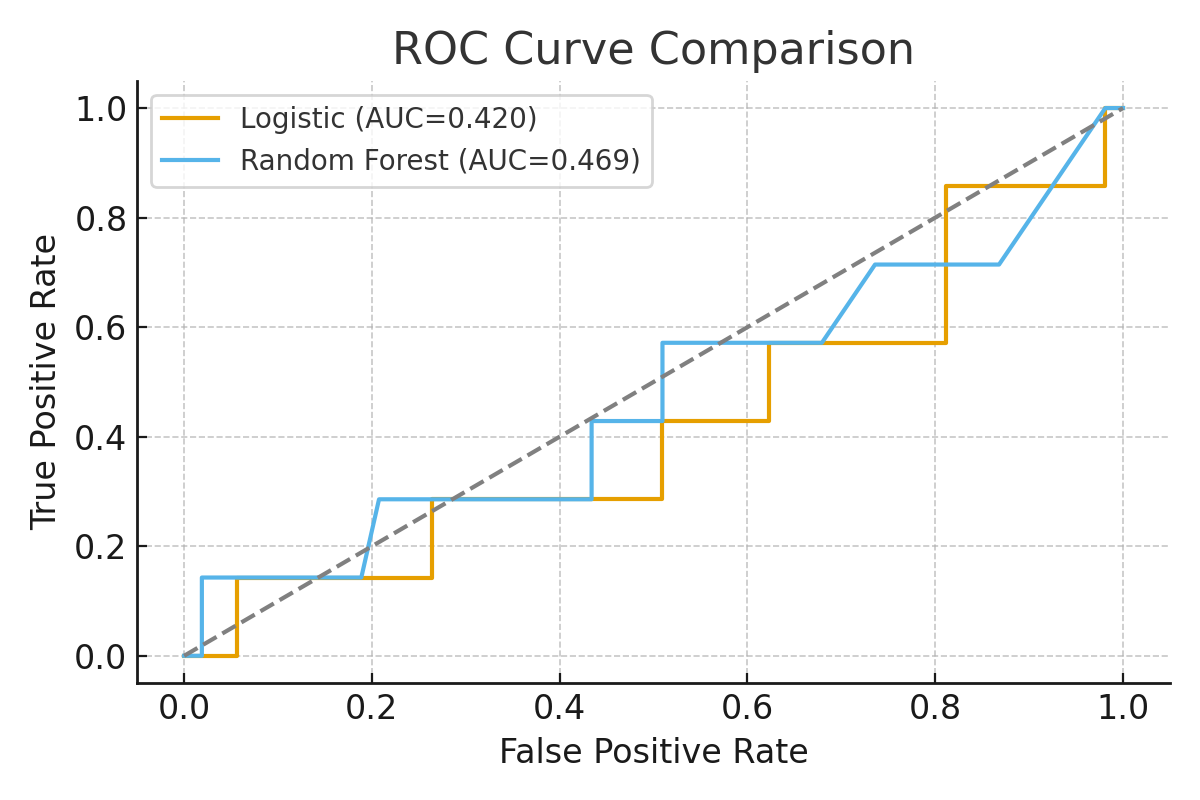 ROC Curve Comparison
Logistic (AUC=0.420)
Random Forest (AUC=0.469)
True Positive Rate
1.0
0.8
0.6
0.4
0.2
0.0
0.0 0.2 0.4 0.6 0.8 1.0
False Positive Rate